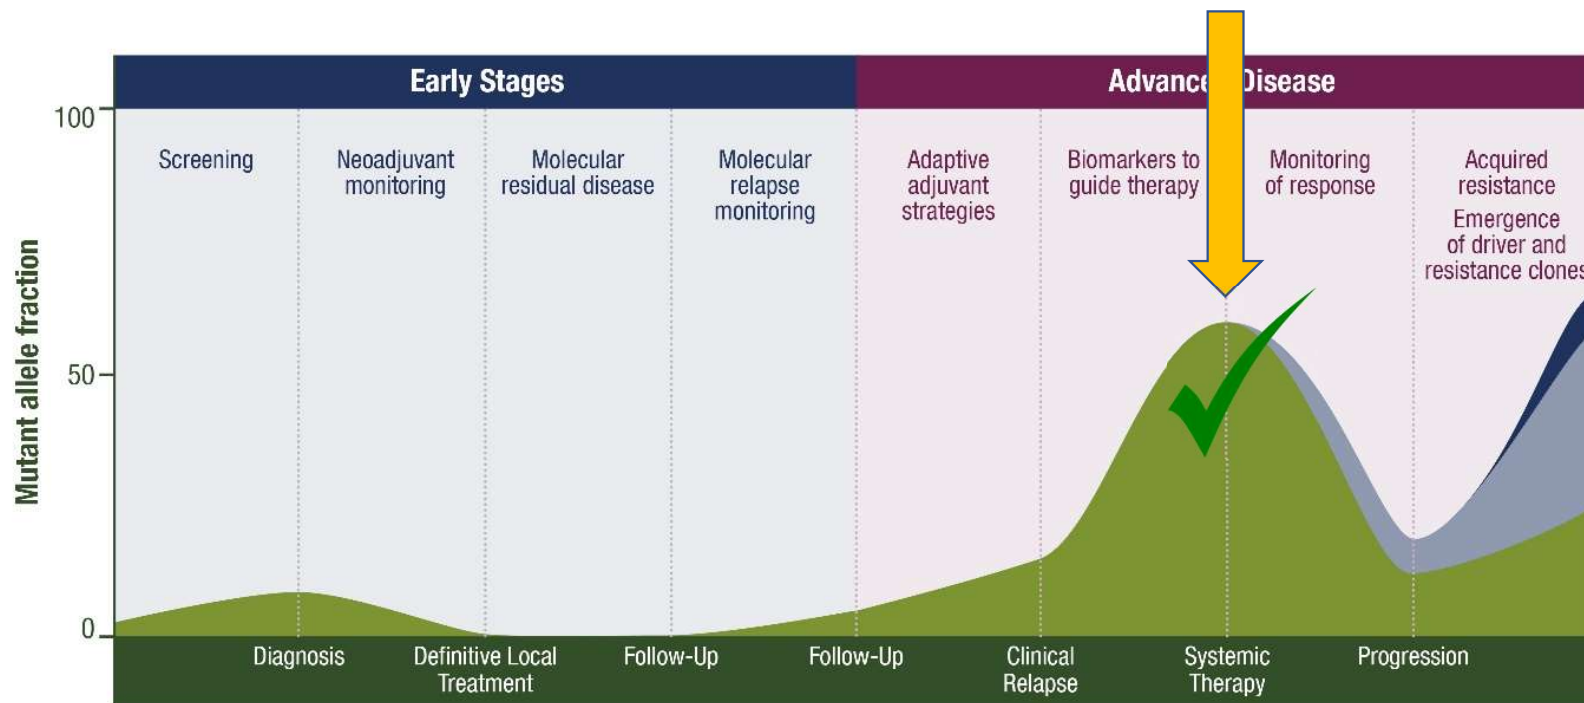 Early Stages
Advance Disease
100
50
0
Mutant allele fraction
Screening
Neoadjuvant
monitoring
Molecular
residual disease
Molecular
relapse
monitoring
Adaptive
adjuvant
strategies
Biomarkers to
guide therapy
Monitoring
of response
Acquired
resistance
Emergence
of driver and
resistance clones
Diagnosis
Definitive Local
Treatment
Follow-Up
Follow-Up
Clinical
Relapse
Systemic
Therapy
Progression